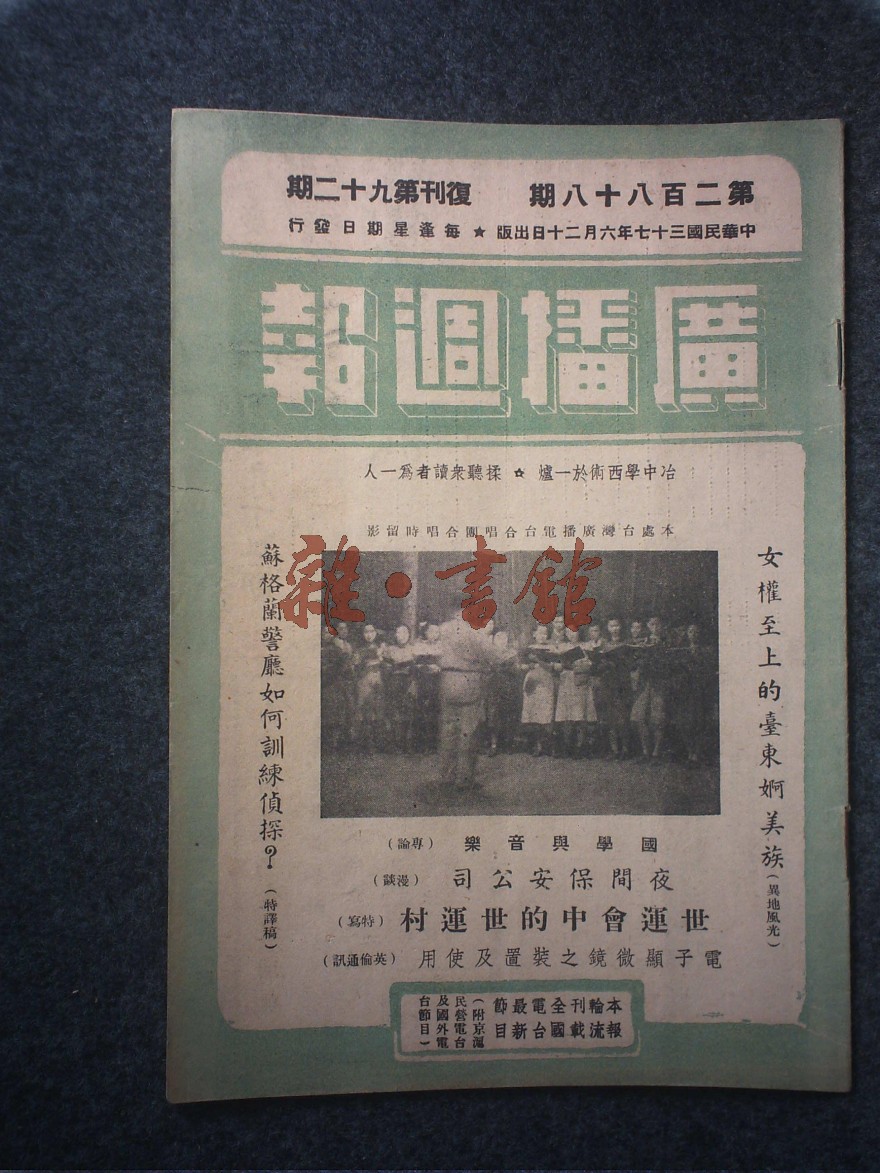 第二百八十八期 復刊第九十二期
中華民國三十七年六月二十日出版 ★ 每逢星期日發行
廣播週報
冶中學西術於一爐 ☆ 揉聽衆讀者爲一人
本處台灣廣播電台合唱團合唱時留影
女權至上的臺東婀美族(異地風光)
蘇格蘭警廳如何訓練偵探?(特譯稿)
雜·書館
國學與音樂(專論)
夜間保安公司(漫談)
世運會中的世運村(特寫)
電子顯微鏡之裝置及使用(英倫通訊)
本報輪流刊載全國電台最新節目
(附京滬民營電台及國外電台節目)